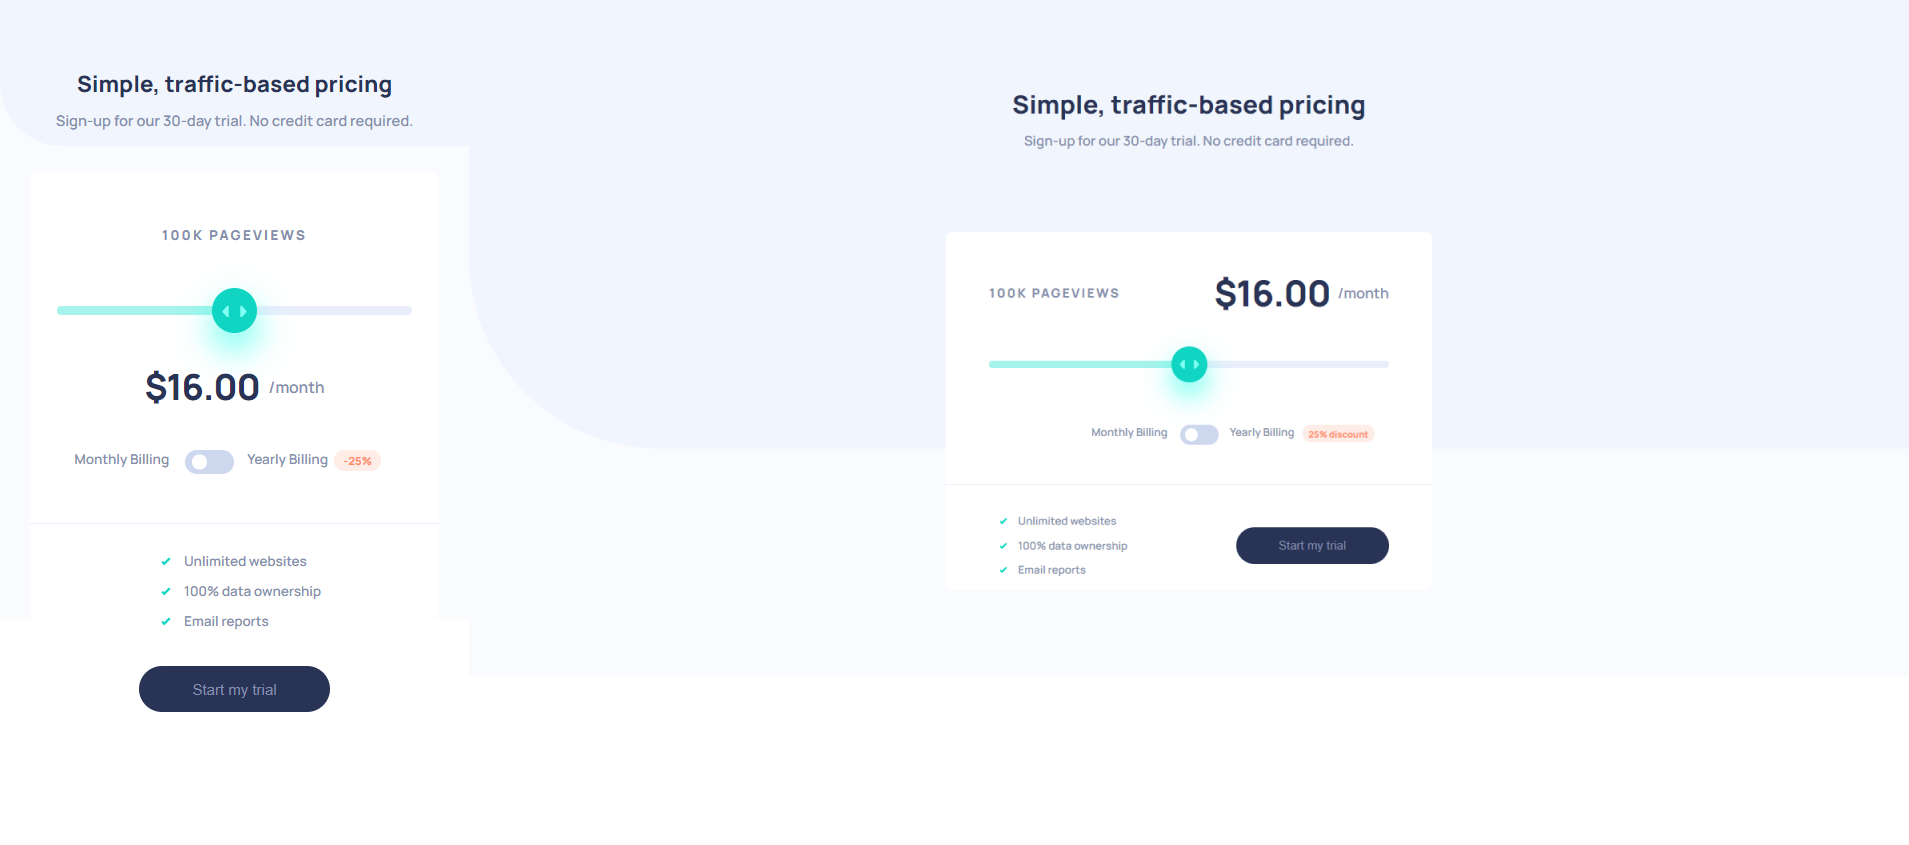 Simple, traffic-based pricing
Sign-up for our 30-day trial. No credit card required.
100K PAGEVIEWS
$16.00 /month
Monthly Billing Yearly Billing -25%
Unlimited websites
100% data ownership
Email reports
Start my trial
Simple, traffic-based pricing
Sign-up for our 30-day trial. No credit card required.
100K PAGEVIEWS $16.00 /month
Monthly Billing Yearly Billing 25% discount
Unlimited websites
100% data ownership
Email reports
Start my trial